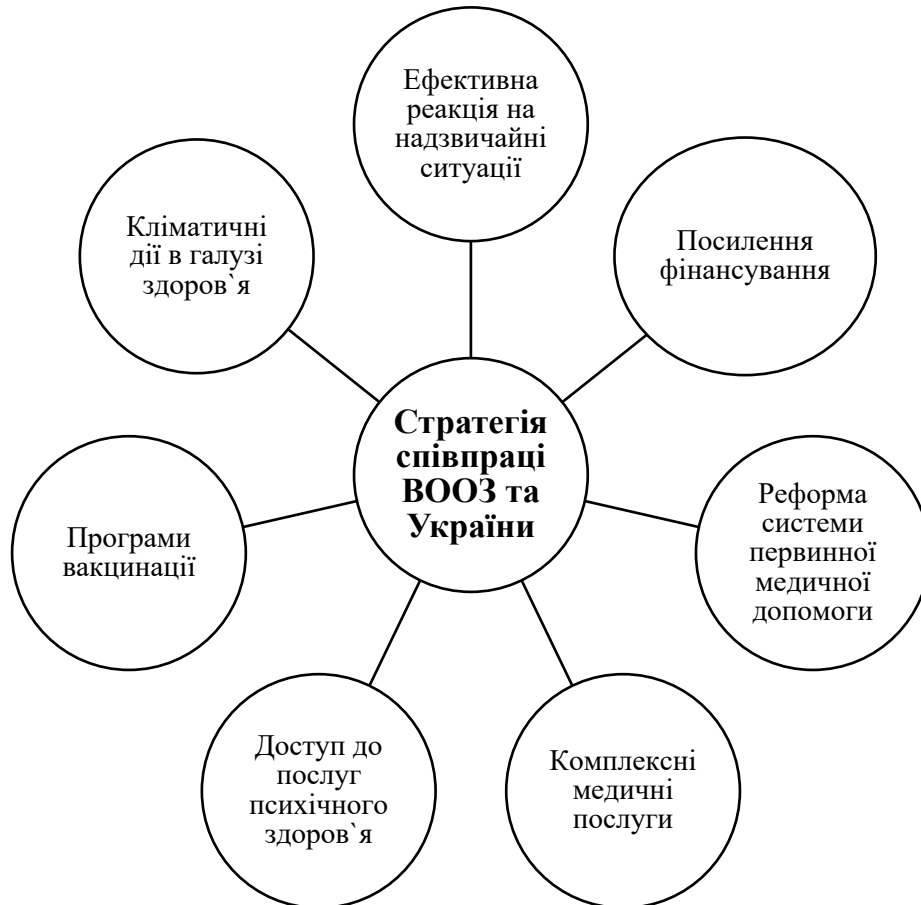 Ефективна
реакція на
надзвичайні
ситуації
Посилення
фінансування
Реформа
системи
первинної
медичної
допомоги
Комплексні
медичні
послуги
Доступ до
послуг
психічного
здоров`я
Програми
вакцинації
Кліматичні
дії в галузі
здоров`я
Стратегія
співпраці
ВООЗ та
України